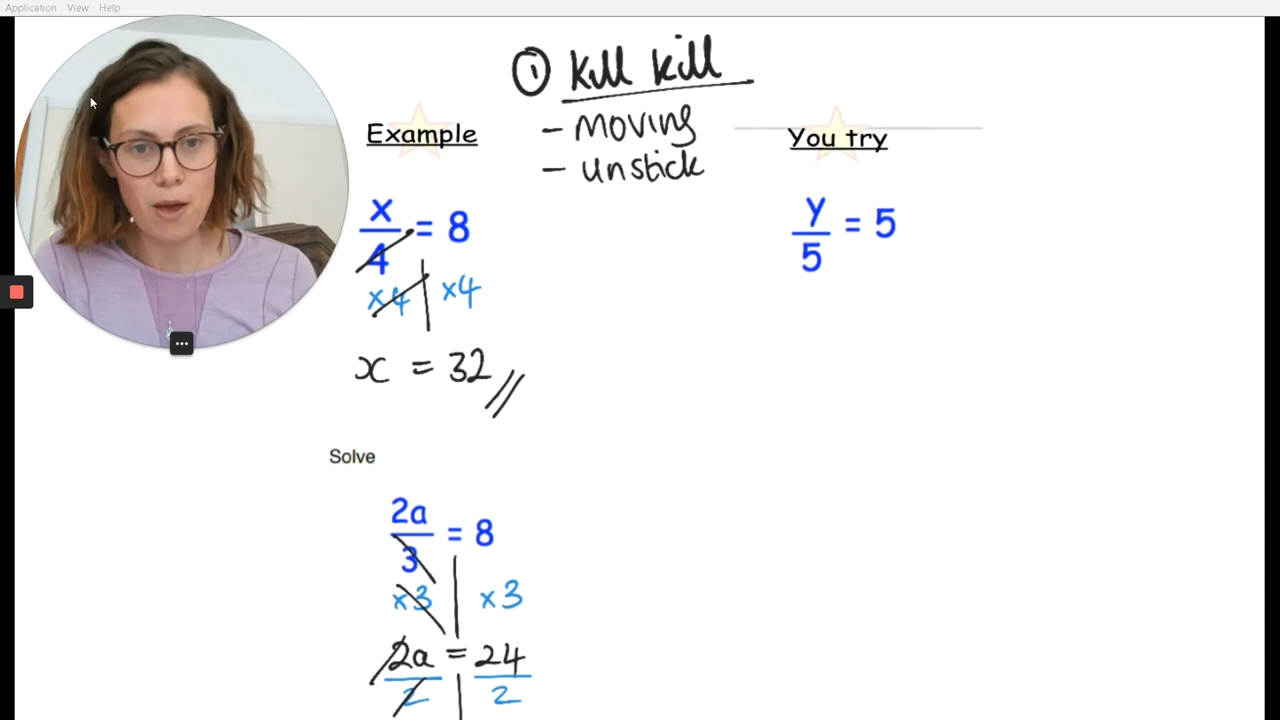 Application View Help
① Kill kill
- Moving
- Unstick
Example
x/4 = 8
×4 | ×4
x = 32 //
You try
y/5 = 5
Solve
2a/3 = 8
×3 | ×3
2a = 24
2 | 2
...